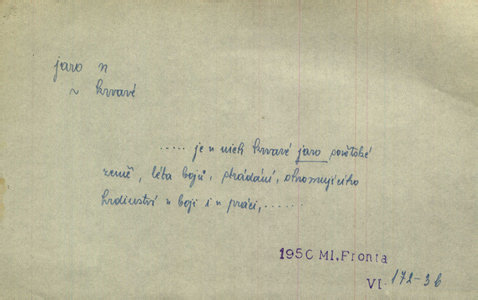 jaro n
~ krvavé
..... je v nich krvavé jaro sovětské
země, léta bojů, strádání, ohromujícího
hrdinství v boji i v práci,......
1950 Ml.Fronta
VI 172-36